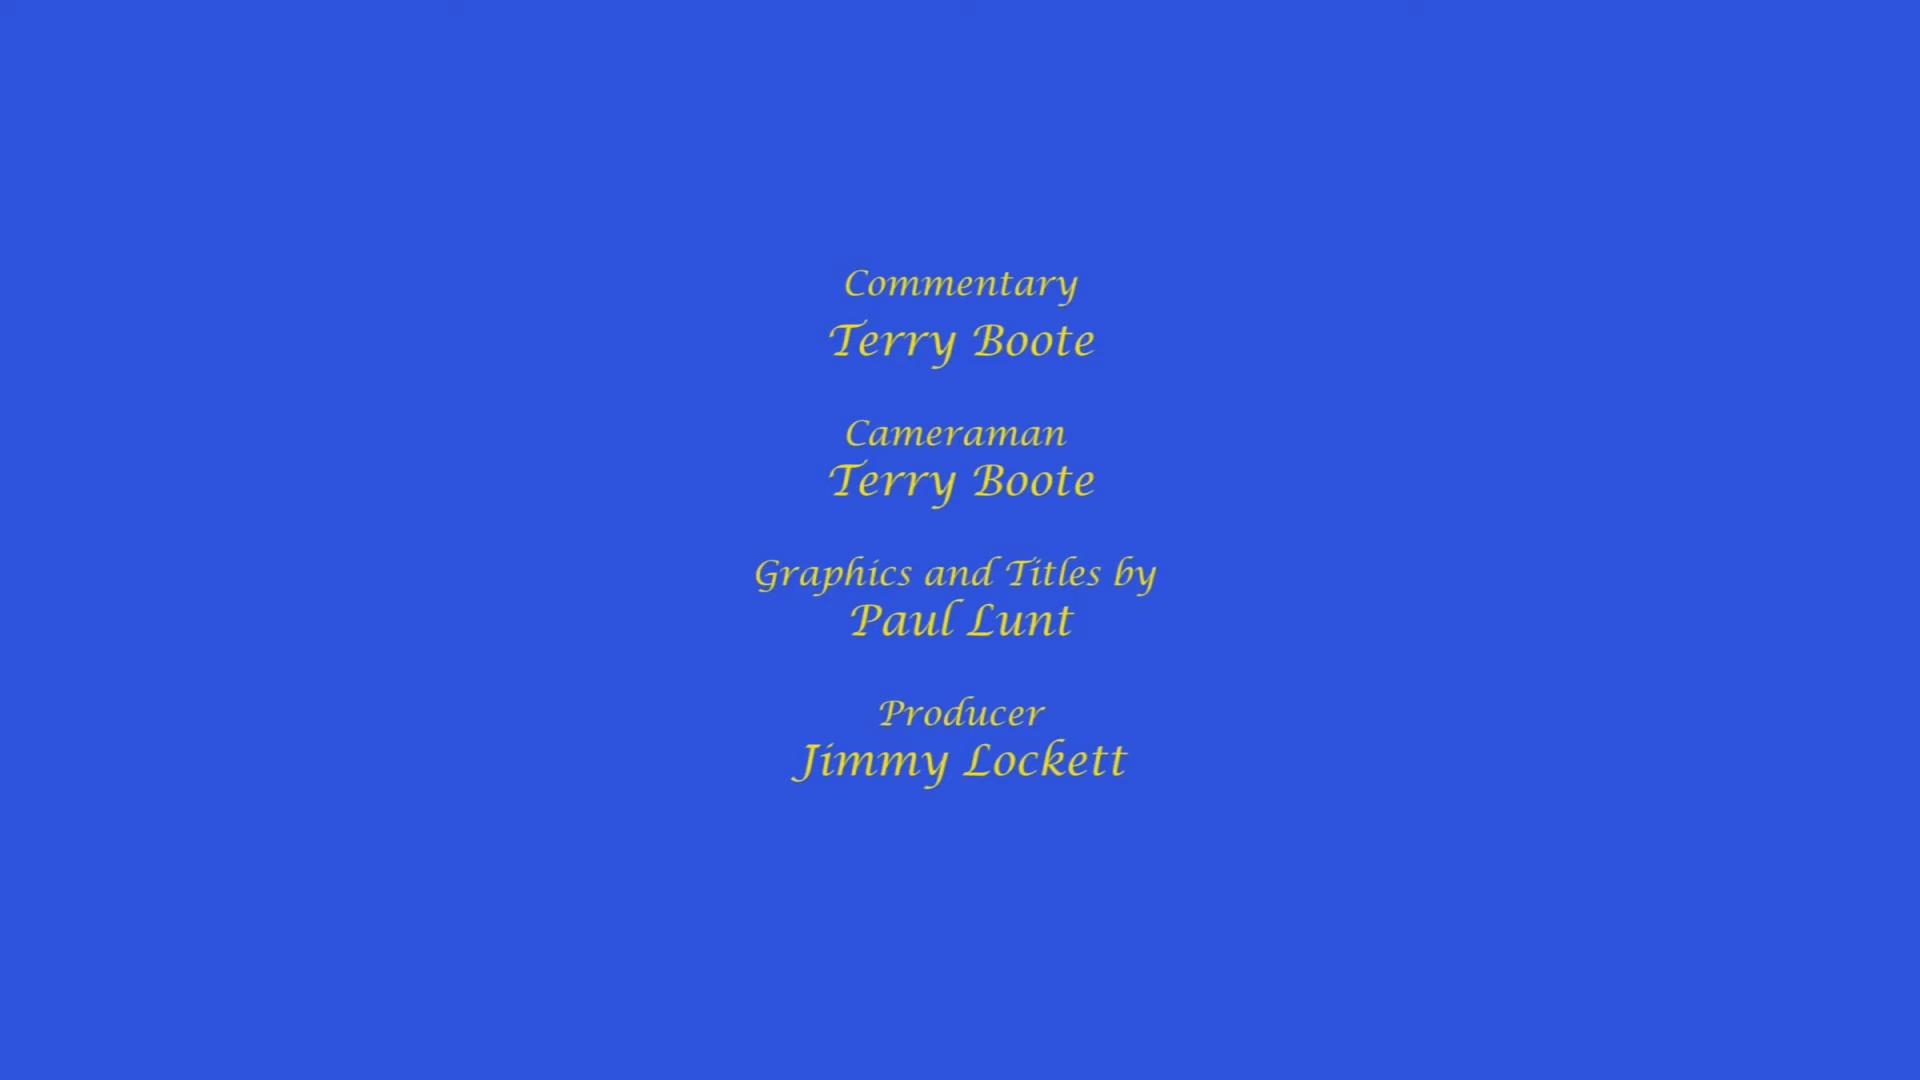 Commentary
Terry Boote
Cameraman
Terry Boote
Graphics and Titles by
Paul Lunt
Producer
Jimmy Lockett